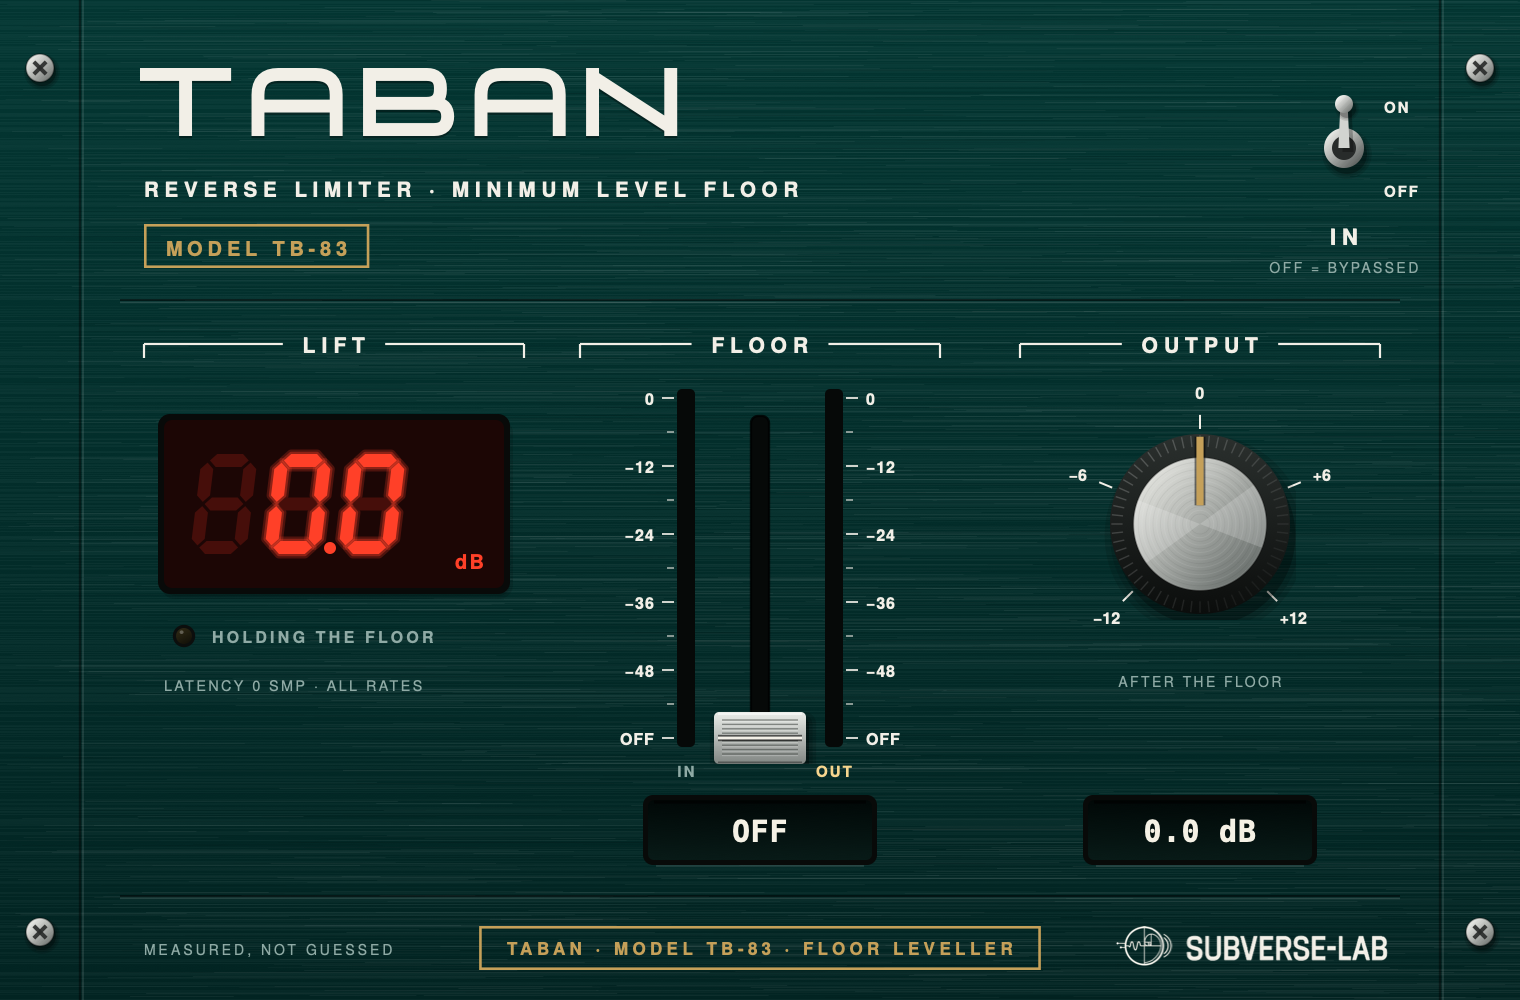 TABAN
REVERSE LIMITER · MINIMUM LEVEL FLOOR
MODEL TB-83
ON
OFF
IN
OFF = BYPASSED
LIFT
FLOOR
OUTPUT
0.0
dB
HOLDING THE FLOOR
LATENCY 0 SMP · ALL RATES
0 0
−12 −12
−24 −24
−36 −36
−48 −48
OFF OFF
IN OUT
OFF
0
−6 +6
−12 +12
AFTER THE FLOOR
0.0 dB
MEASURED, NOT GUESSED
TABAN · MODEL TB-83 · FLOOR LEVELLER
SUBVERSE-LAB